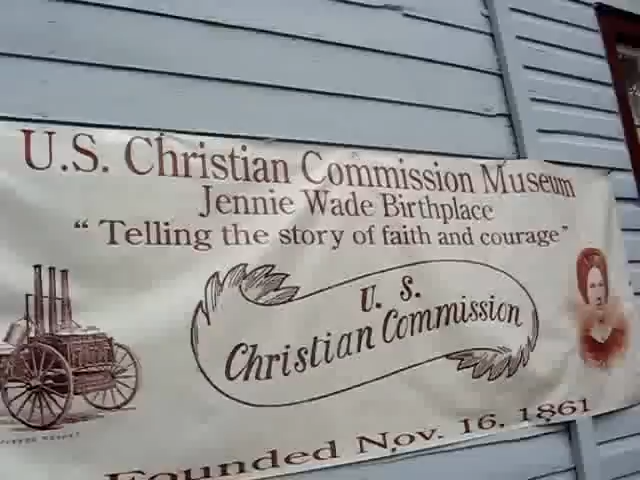 U.S. Christian Commission Museum
Jennie Wade Birthplace
“ Telling the story of faith and courage”
U. S.
Christian Commission
Founded Nov. 16, 1861